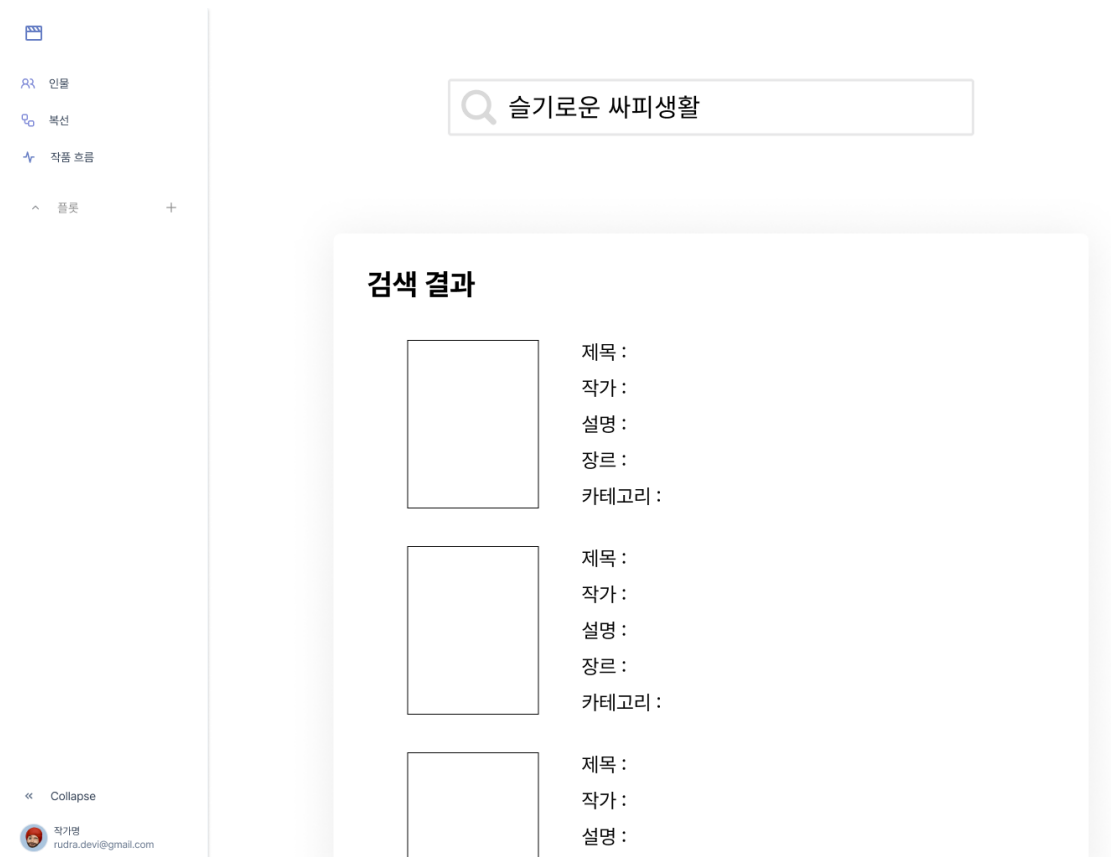 인물
복선
작품 흐름
플롯
Collapse
작가명
rudra.devi@gmail.com
슬기로운 싸피생활
검색 결과
제목 :
작가 :
설명 :
장르 :
카테고리 :
제목 :
작가 :
설명 :
장르 :
카테고리 :
제목 :
작가 :
설명 :